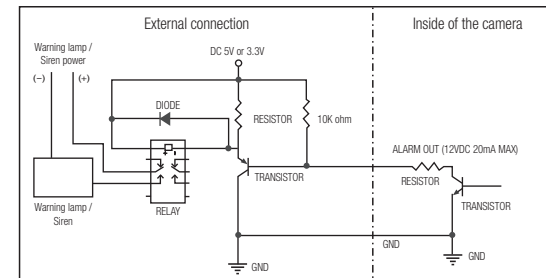 External connection
Inside of the camera
Warning lamp /
Siren power
(−)
(+)
DC 5V or 3.3V
DIODE
RESISTOR
10K ohm
ALARM OUT (12VDC 20mA MAX)
RESISTOR
TRANSISTOR
TRANSISTOR
RELAY
Warning lamp /
Siren
GND
GND
GND